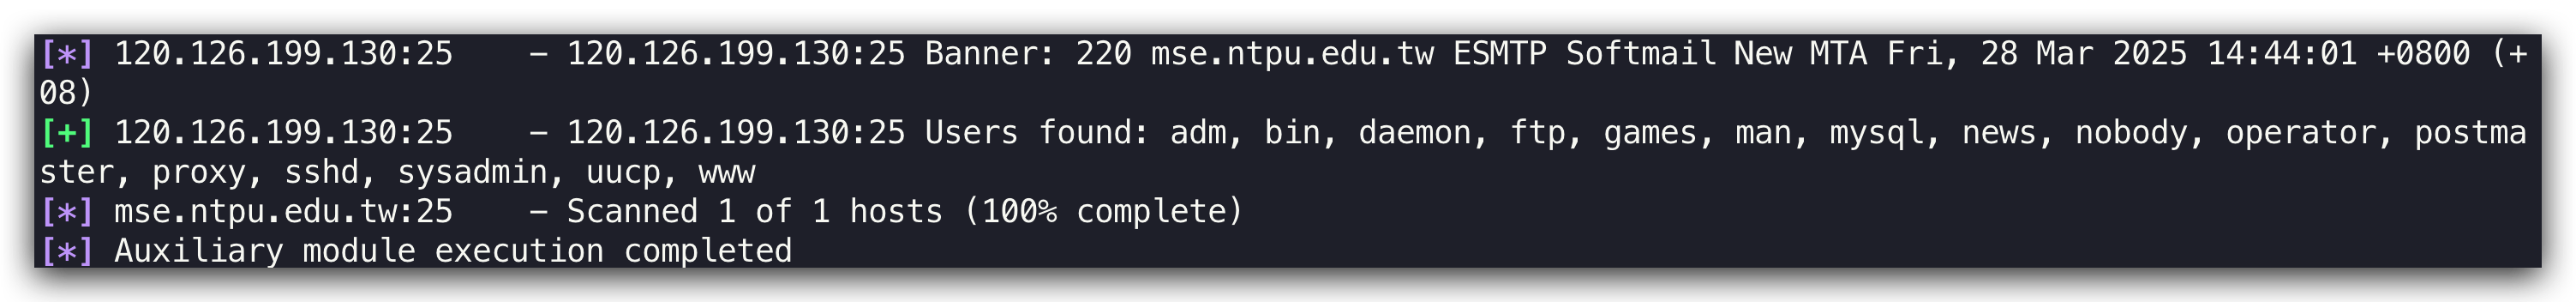 [*] 120.126.199.130:25    - 120.126.199.130:25 Banner: 220 mse.ntpu.edu.tw ESMTP Softmail New MTA Fri, 28 Mar 2025 14:44:01 +0800 (+
08)
[+] 120.126.199.130:25    - 120.126.199.130:25 Users found: adm, bin, daemon, ftp, games, man, mysql, news, nobody, operator, postma
ster, proxy, sshd, sysadmin, uucp, www
[*] mse.ntpu.edu.tw:25    - Scanned 1 of 1 hosts (100% complete)
[*] Auxiliary module execution completed